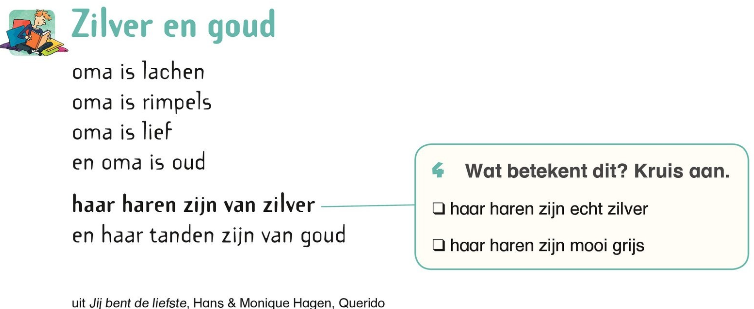 Zilver en goud
oma is lachen
oma is rimpels
oma is lief
en oma is oud
haar haren zijn van zilver
en haar tanden zijn van goud
4 Wat betekent dit? Kruis aan.
❑ haar haren zijn echt zilver
❑ haar haren zijn mooi grijs
uit Jij bent de liefste, Hans & Monique Hagen, Querido